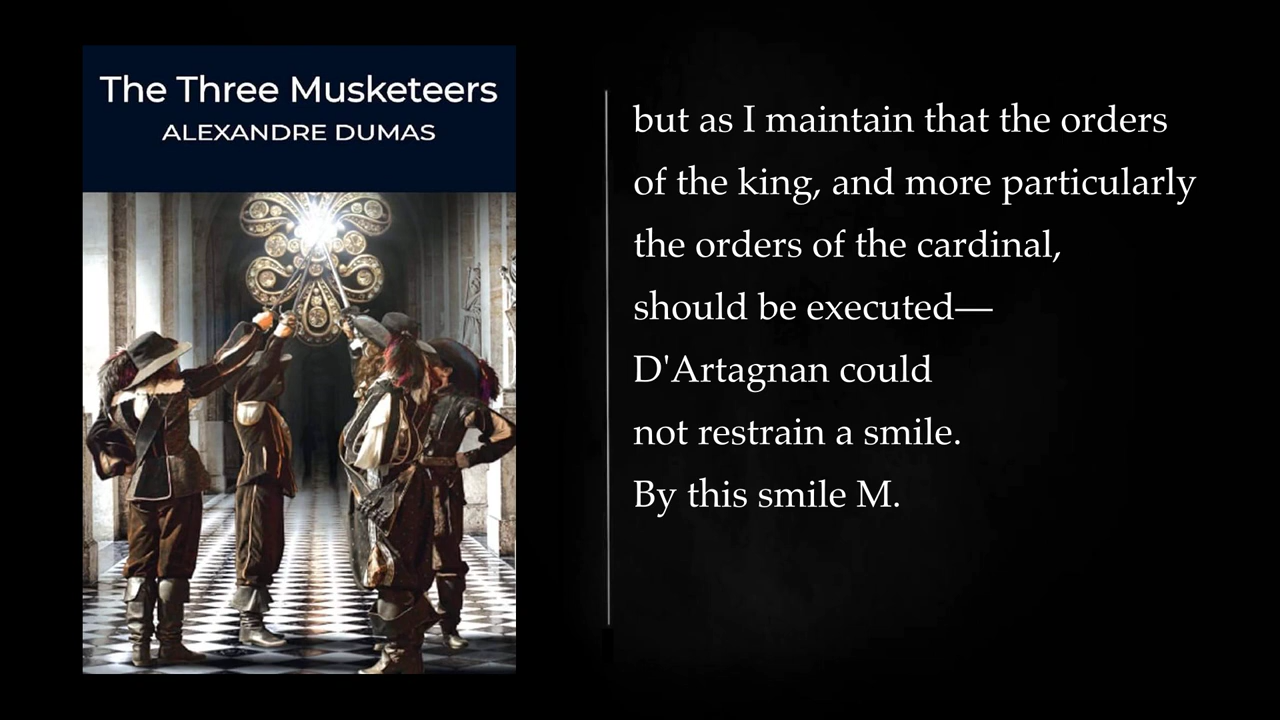 The Three Musketeers
ALEXANDRE DUMAS
but as I maintain that the orders
of the king, and more particularly
the orders of the cardinal,
should be executed—
D'Artagnan could
not restrain a smile.
By this smile M.